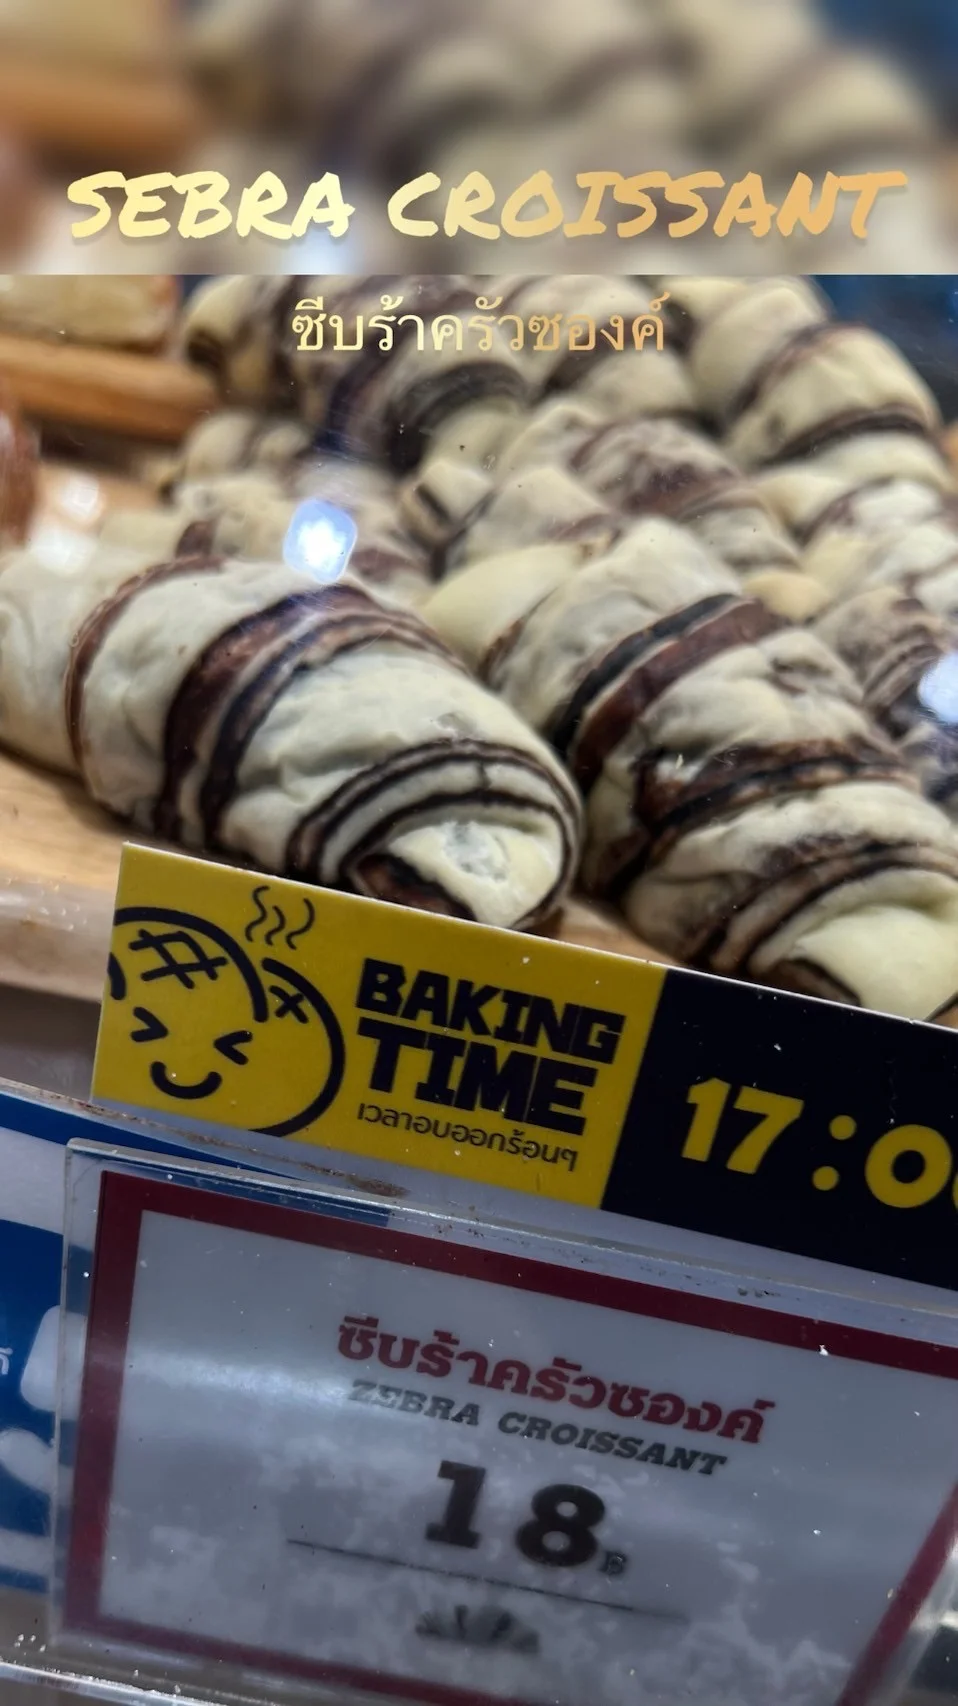 SEBRA CROISSANT
ซีบร้าครัวซองค์
BAKING
TIME
เวลาอบออกร้อนๆ
17:0
ซีบร้าครัวซองค์
ZEBRA CROISSANT
18฿